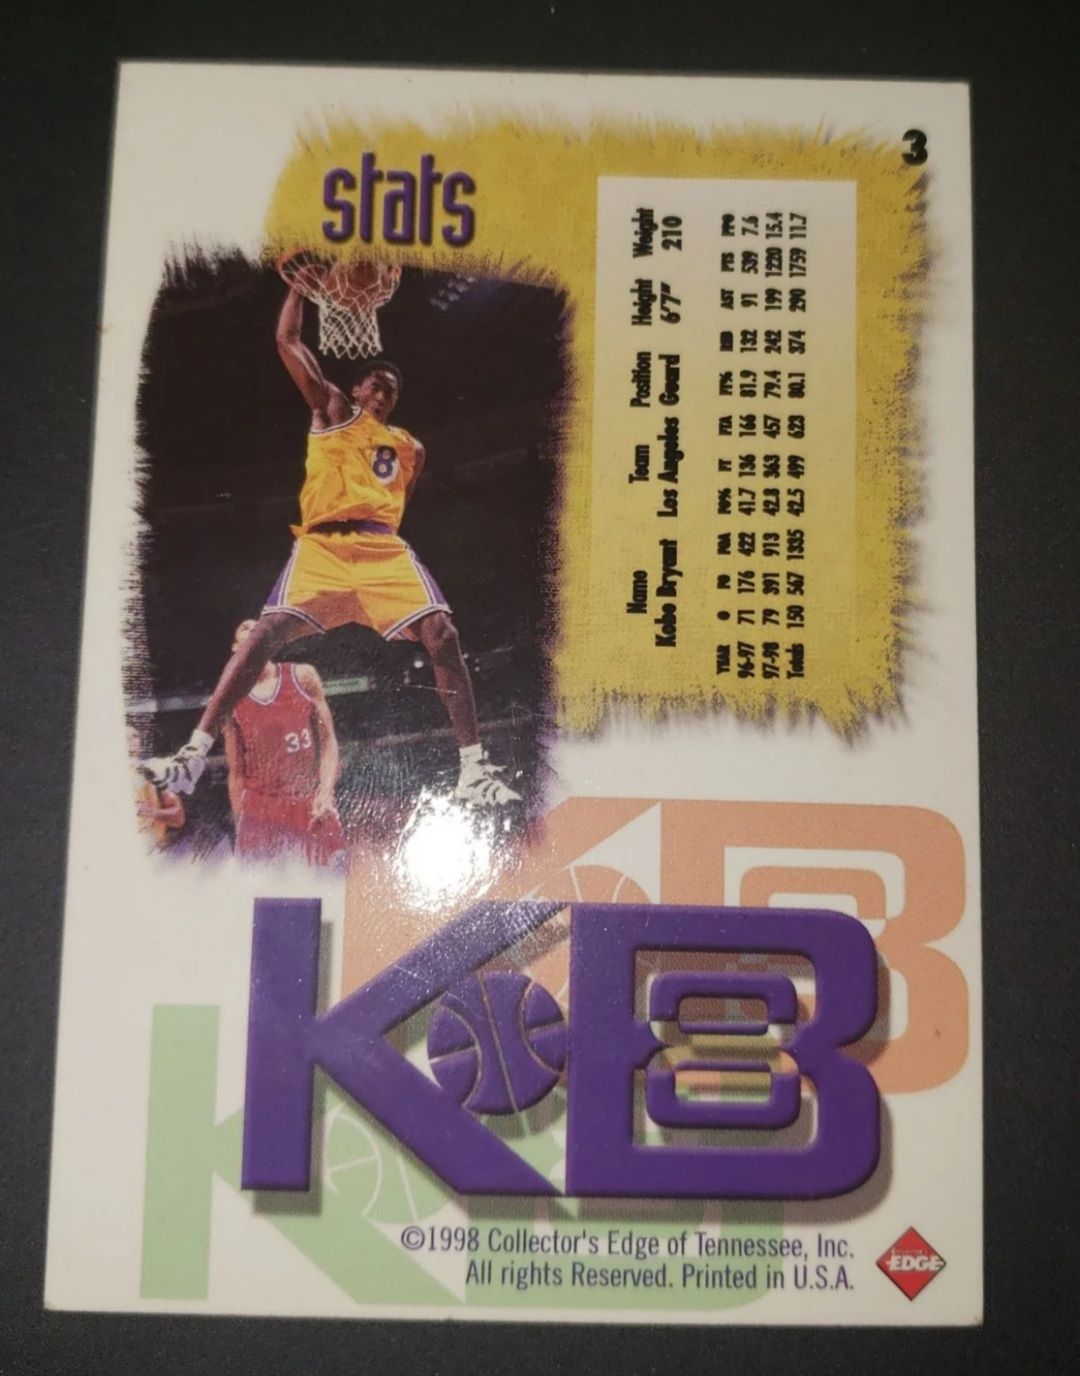 3
stats
Name Team Position Height Weight
Kobe Bryant Los Angeles Guard 6'7" 210
YEAR G FG FGA FG% FT FTA FT% REB AST PTS PPG
96-97 71 176 422 41.7 136 166 81.9 132 91 539 7.6
97-98 79 391 913 42.8 363 457 79.4 242 199 1220 15.4
Totals 150 567 1335 42.5 499 623 80.1 374 290 1759 11.7
8
33
KB
8
©1998 Collector's Edge of Tennessee, Inc.
All rights Reserved. Printed in U.S.A.
EDGE